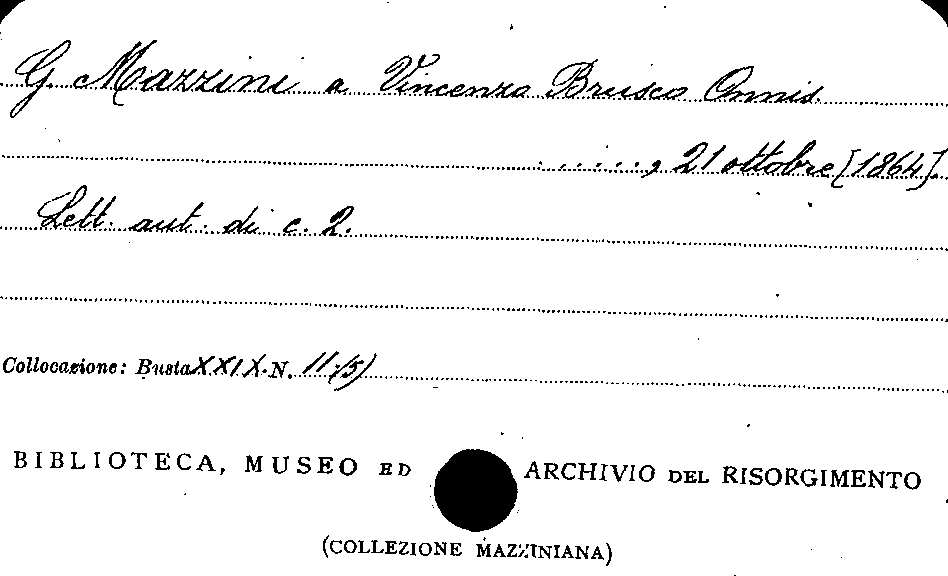 G. Mazzini a Vincenzo Brusco Onnis.
. . . . . ., 21 ottobre [1864].
Lett. aut. di c. 2.
Collocazione: Busta XXIX. N. 11 (5)
BIBLIOTECA, MUSEO ED ARCHIVIO DEL RISORGIMENTO
(COLLEZIONE MAZZINIANA)